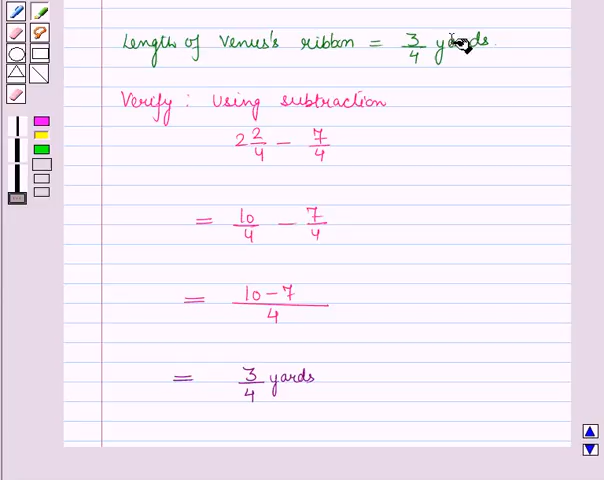 Length of Venus's ribbon = 3/4 yards.
Verify : Using subtraction
2 2/4 - 7/4
= 10/4 - 7/4
= 10 - 7 / 4
= 3/4 yards